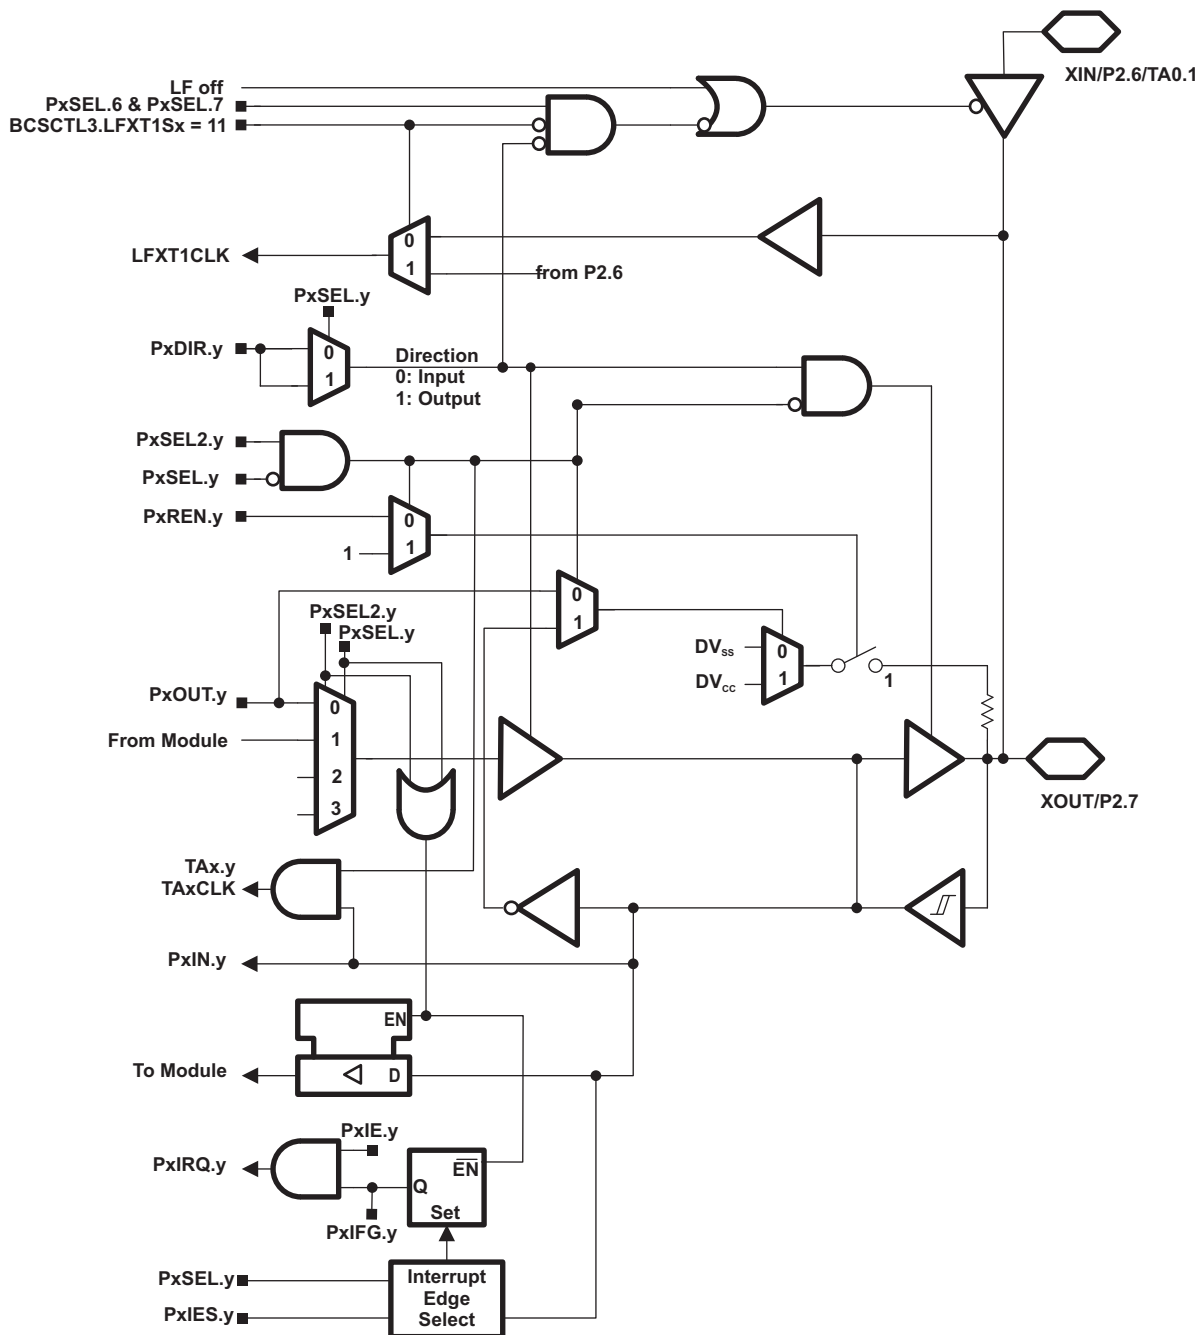 XIN/P2.6/TA0.1
LF off
PxSEL.6 & PxSEL.7
BCSCTL3.LFXT1Sx = 11
0
LFXT1CLK
1
from P2.6
PxSEL.y
PxDIR.y
0
1
Direction
0: Input
1: Output
PxSEL2.y
PxSEL.y
PxREN.y
0
1
1
0
1
PxSEL2.y
PxSEL.y
DVSS
0
DVCC
1
1
PxOUT.y
0
From Module
1
2
3
XOUT/P2.7
TAx.y
TAxCLK
PxIN.y
EN
To Module
D
PxIE.y
PxIRQ.y
EN
Q
Set
PxIFG.y
PxSEL.y
PxIES.y
Interrupt
Edge
Select